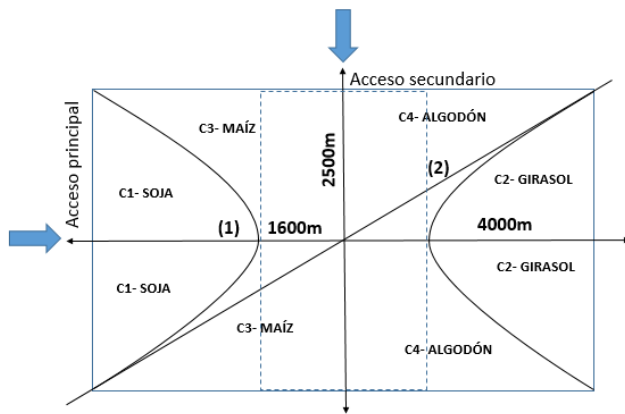 Acceso secundario
Acceso principal
C3- MAÍZ
C4- ALGODÓN
2500m
(2)
C1- SOJA
C2- GIRASOL
(1)
1600m
4000m
C1- SOJA
C2- GIRASOL
C3- MAÍZ
C4- ALGODÓN